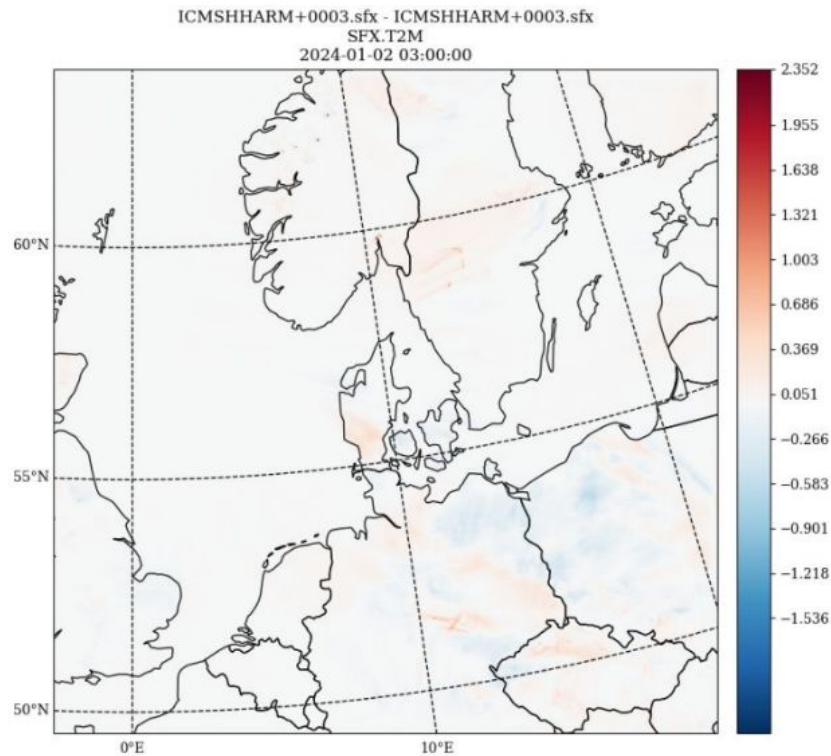 ICMSHHARM+0003.sfx - ICMSHHARM+0003.sfx
SFX.T2M
2024-01-02 03:00:00
2.352
1.955
1.638
1.321
1.003
0.686
0.369
0.051
−0.266
−0.583
−0.901
−1.218
−1.536
60°N
55°N
50°N
0°E
10°E